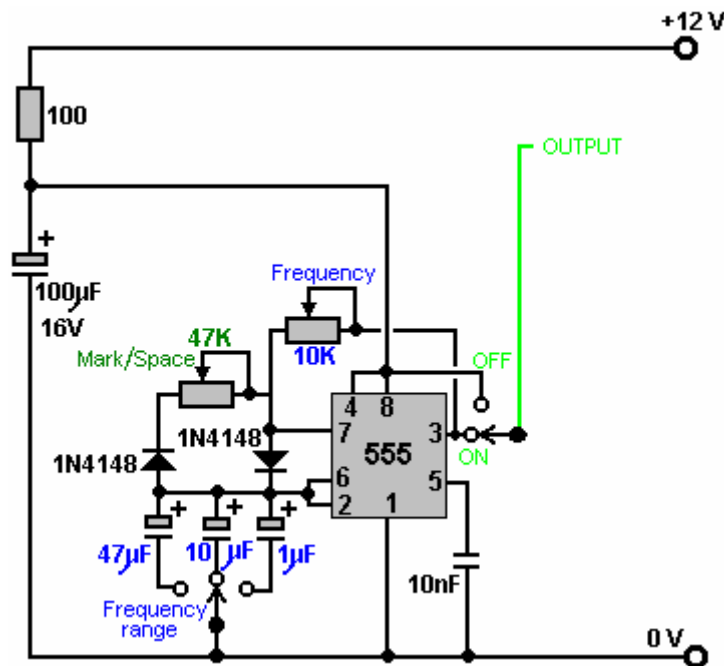 +12 V
100
OUTPUT
+
100µF
16V
Frequency
10K
47K
Mark/Space
OFF
ON
4 8
7 3
555
6 5
2 1
1N4148
1N4148
+ + +
47µF 10 µF 1µF
10nF
Frequency
range
0 V